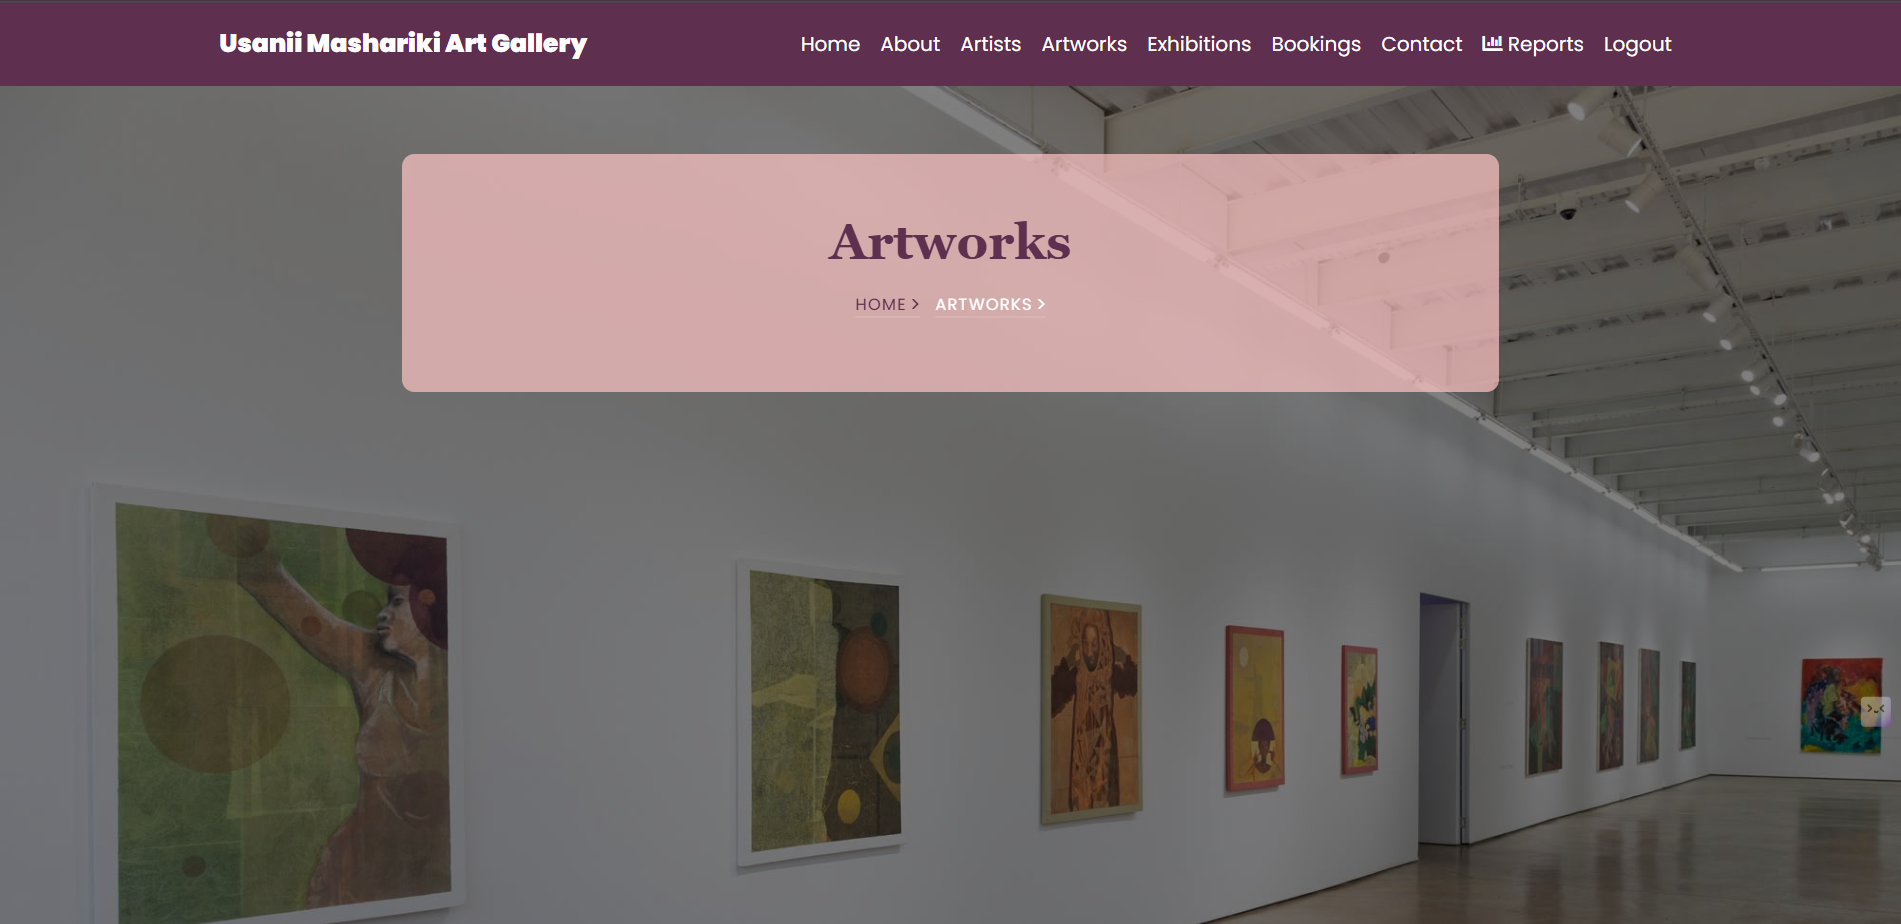 Usanii Mashariki Art Gallery
Home About Artists Artworks Exhibitions Bookings Contact Reports Logout
Artworks
HOME > ARTWORKS >